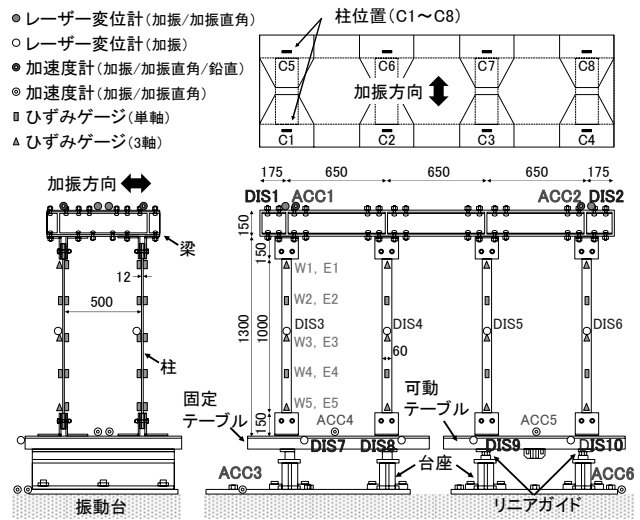 レーザー変位計(加振/加振直角)
レーザー変位計(加振)
加速度計(加振/加振直角/鉛直)
加速度計(加振/加振直角)
ひずみゲージ(単軸)
ひずみゲージ(3軸)
柱位置(C1～C8)
C5 C6 C7 C8
加振方向
C1 C2 C3 C4
加振方向
175 650 650 650 175
DIS1 ACC1 ACC2 DIS2
梁
150
150
12
W1, E1
500
W2, E2
1300
1000
DIS3 DIS4 DIS5 DIS6
W3, E3
柱
60
W4, E4
固定
テーブル
可動
テーブル
W5, E5
150
ACC4 ACC5
DIS7 DIS8 DIS9 DIS10
台座
ACC3 ACC6
振動台
リニアガイド